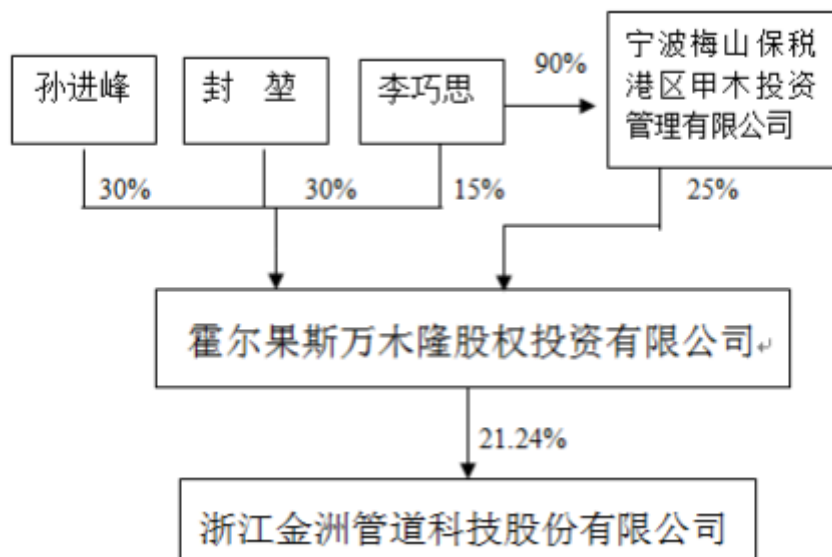 孙进峰
封 堃
李巧思
90%
宁波梅山保税
港区甲木投资
管理有限公司
30%
30%
15%
25%
霍尔果斯万木隆股权投资有限公司↵
21.24%
浙江金洲管道科技股份有限公司